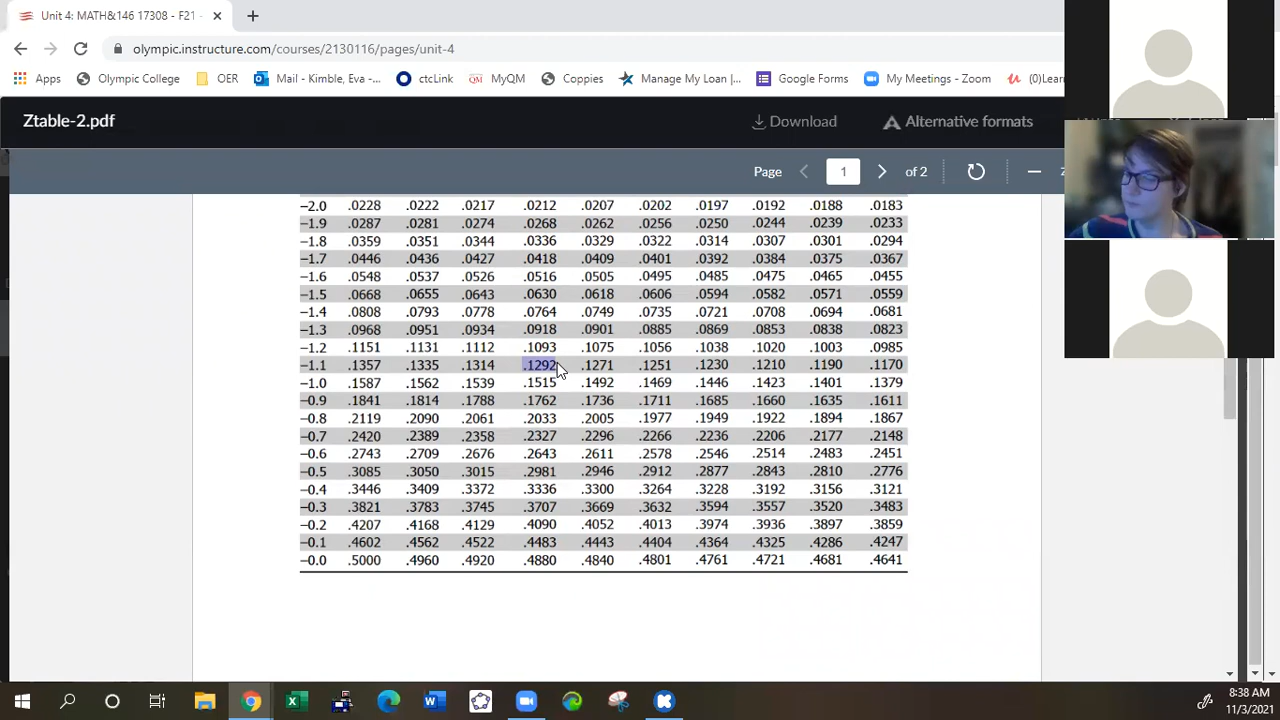 Unit 4: MATH&146 17308 - F21 -
olympic.instructure.com/courses/2130116/pages/unit-4
Apps Olympic College OER Mail - Kimble, Eva -... ctcLink QM MyQM Coppies Manage My Loan |... Google Forms My Meetings - Zoom (0)Learn
Ztable-2.pdf Download Alternative formats
Page 1 of 2
−2.0 .0228 .0222 .0217 .0212 .0207 .0202 .0197 .0192 .0188 .0183
−1.9 .0287 .0281 .0274 .0268 .0262 .0256 .0250 .0244 .0239 .0233
−1.8 .0359 .0351 .0344 .0336 .0329 .0322 .0314 .0307 .0301 .0294
−1.7 .0446 .0436 .0427 .0418 .0409 .0401 .0392 .0384 .0375 .0367
−1.6 .0548 .0537 .0526 .0516 .0505 .0495 .0485 .0475 .0465 .0455
−1.5 .0668 .0655 .0643 .0630 .0618 .0606 .0594 .0582 .0571 .0559
−1.4 .0808 .0793 .0778 .0764 .0749 .0735 .0721 .0708 .0694 .0681
−1.3 .0968 .0951 .0934 .0918 .0901 .0885 .0869 .0853 .0838 .0823
−1.2 .1151 .1131 .1112 .1093 .1075 .1056 .1038 .1020 .1003 .0985
−1.1 .1357 .1335 .1314 .1292 .1271 .1251 .1230 .1210 .1190 .1170
−1.0 .1587 .1562 .1539 .1515 .1492 .1469 .1446 .1423 .1401 .1379
−0.9 .1841 .1814 .1788 .1762 .1736 .1711 .1685 .1660 .1635 .1611
−0.8 .2119 .2090 .2061 .2033 .2005 .1977 .1949 .1922 .1894 .1867
−0.7 .2420 .2389 .2358 .2327 .2296 .2266 .2236 .2206 .2177 .2148
−0.6 .2743 .2709 .2676 .2643 .2611 .2578 .2546 .2514 .2483 .2451
−0.5 .3085 .3050 .3015 .2981 .2946 .2912 .2877 .2843 .2810 .2776
−0.4 .3446 .3409 .3372 .3336 .3300 .3264 .3228 .3192 .3156 .3121
−0.3 .3821 .3783 .3745 .3707 .3669 .3632 .3594 .3557 .3520 .3483
−0.2 .4207 .4168 .4129 .4090 .4052 .4013 .3974 .3936 .3897 .3859
−0.1 .4602 .4562 .4522 .4483 .4443 .4404 .4364 .4325 .4286 .4247
−0.0 .5000 .4960 .4920 .4880 .4840 .4801 .4761 .4721 .4681 .4641
8:38 AM
11/3/2021